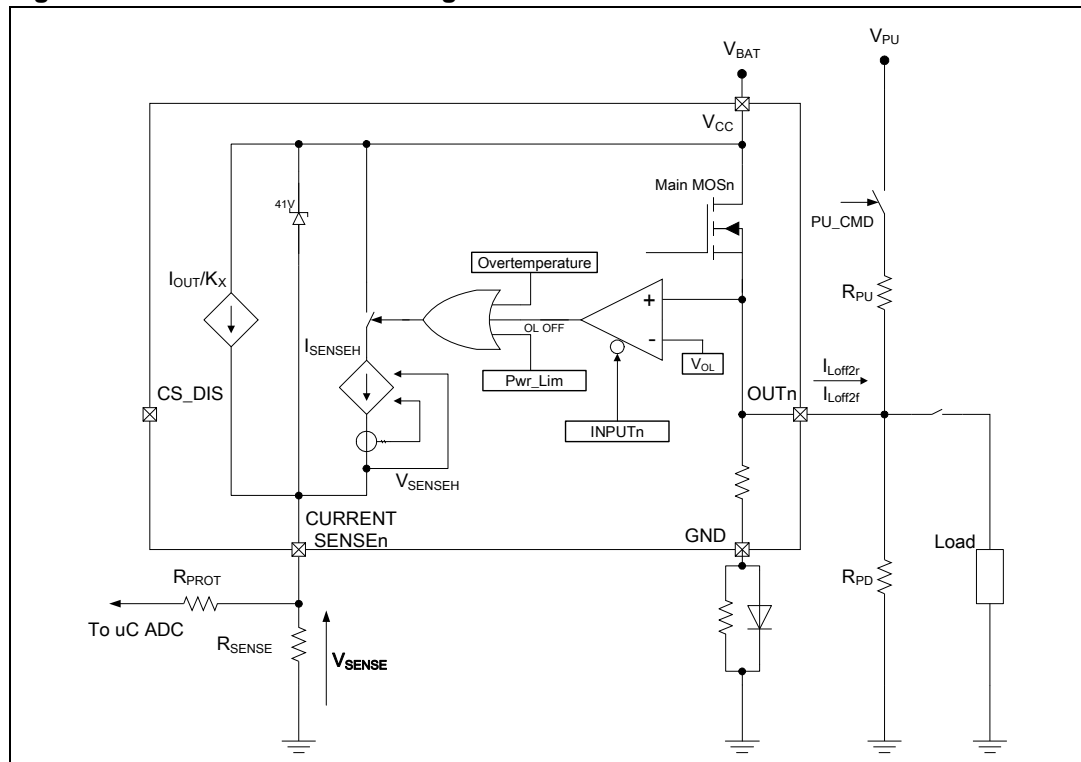 V_BAT
V_PU
V_CC
Main MOSn
41V
PU_CMD
Overtemperature
I_OUT/K_X
R_PU
+
OL OFF
-
I_SENSEH
V_OL
Pwr_Lim
I_Loff2r
I_Loff2f
CS_DIS
OUTn
INPUTn
V_SENSEH
CURRENT
SENSEn
GND
Load
R_PROT
R_PD
To uC ADC
R_SENSE
V_SENSE